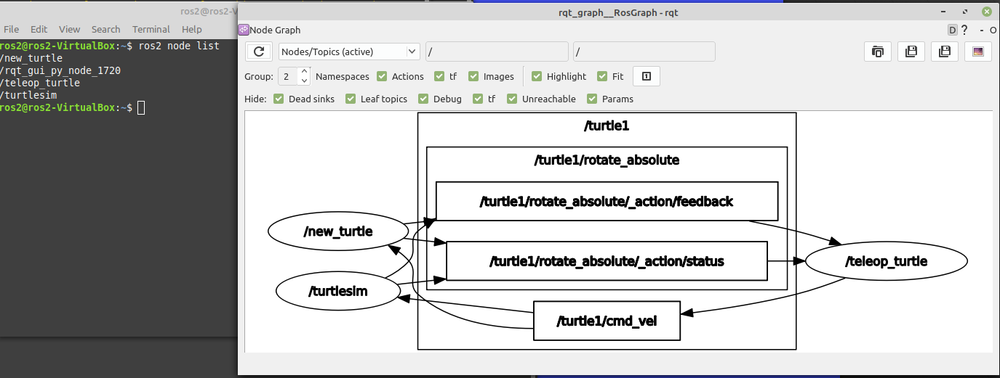 ros2@ros2-V
File Edit View Search Terminal Help
ros2@ros2-VirtualBox:~$ ros2 node list
/new_turtle
/rqt_gui_py_node_1720
/teleop_turtle
/turtlesim
ros2@ros2-VirtualBox:~$
rqt_graph__RosGraph - rqt
Node Graph
D ? - O
Nodes/Topics (active) / /
Group: 2 Namespaces Actions tf Images Highlight Fit 1
Hide: Dead sinks Leaf topics Debug tf Unreachable Params
/turtle1
/turtle1/rotate_absolute
/turtle1/rotate_absolute/_action/feedback
/new_turtle
/turtle1/rotate_absolute/_action/status
/teleop_turtle
/turtlesim
/turtle1/cmd_vel